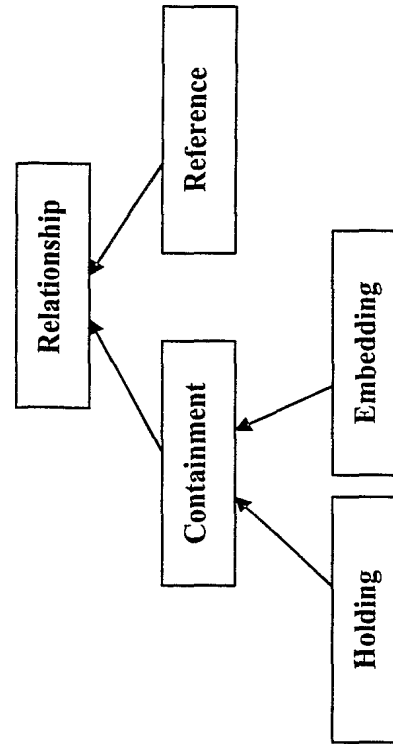 Relationship
Containment
Reference
Holding
Embedding